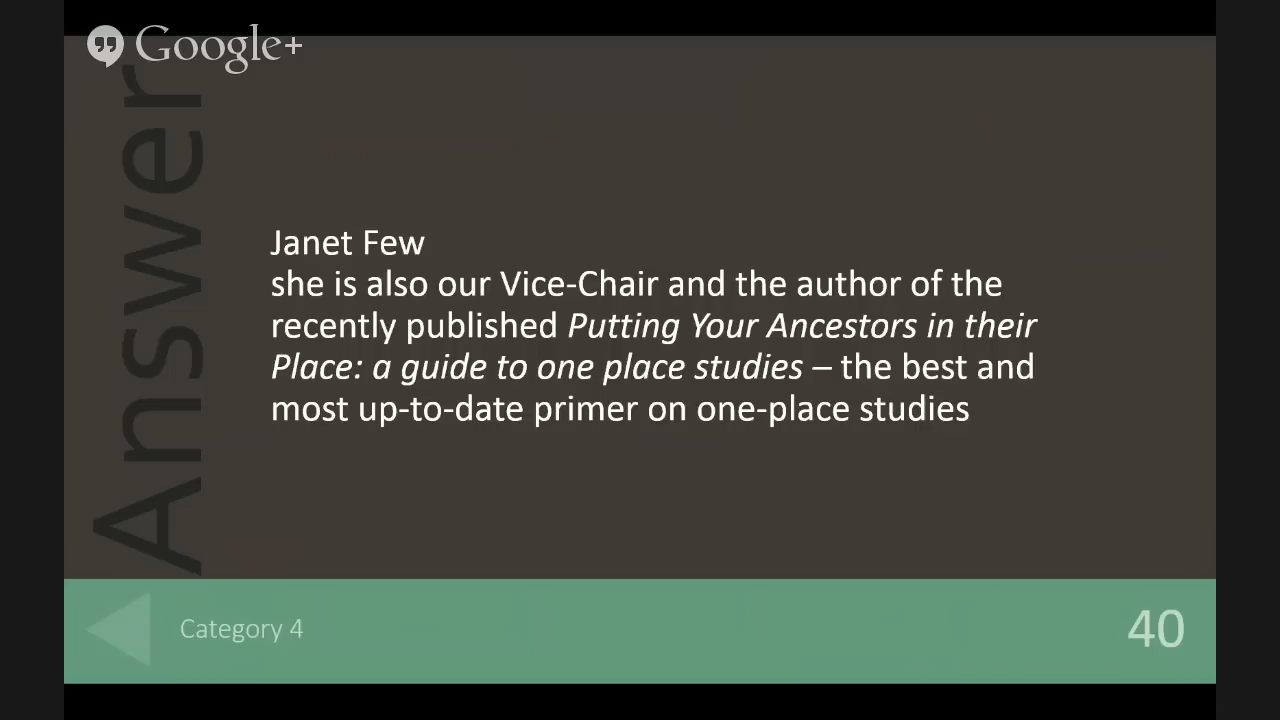 Google+
Answer
Janet Few
she is also our Vice-Chair and the author of the
recently published Putting Your Ancestors in their
Place: a guide to one place studies – the best and
most up-to-date primer on one-place studies
Category 4
40